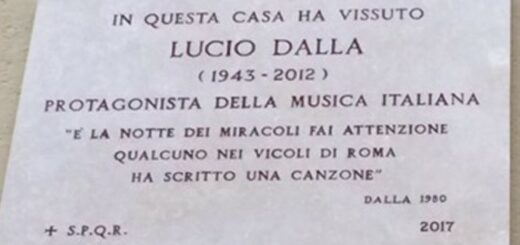 IN QUESTA CASA HA VISSUTO
LUCIO DALLA
(1943-2012)
PROTAGONISTA DELLA MUSICA ITALIANA
"E' LA NOTTE DEI MIRACOLI FAI ATTENZIONE
QUALCUNO NEI VICOLI DI ROMA
HA SCRITTO UNA CANZONE"
DALLA 1980
+ S.P.Q.R. 2017